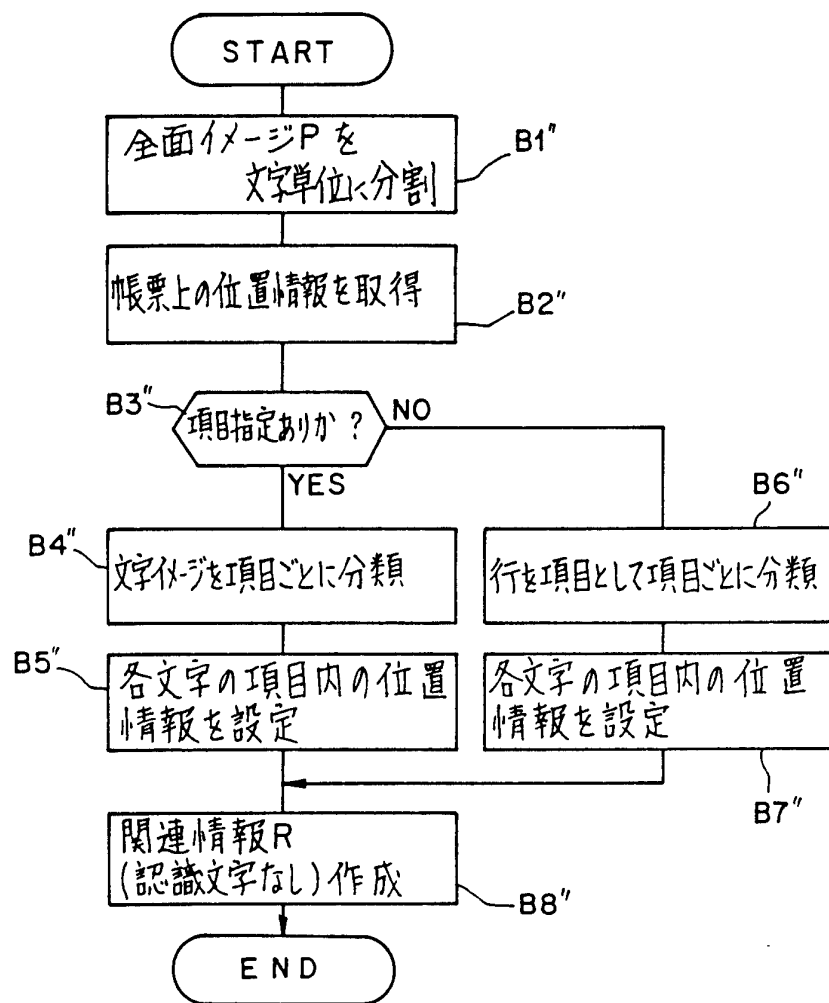 START
全面イメージPを
文字単位に分割
B1"
帳票上の位置情報を取得
B2"
B3"
項目指定ありか?
NO
YES
B6"
B4"
文字イメージを項目ごとに分類
行を項目として項目ごとに分類
B5"
各文字の項目内の位置
情報を設定
各文字の項目内の位置
情報を設定
B7"
関連情報R
(認識文字なし)作成
B8"
END